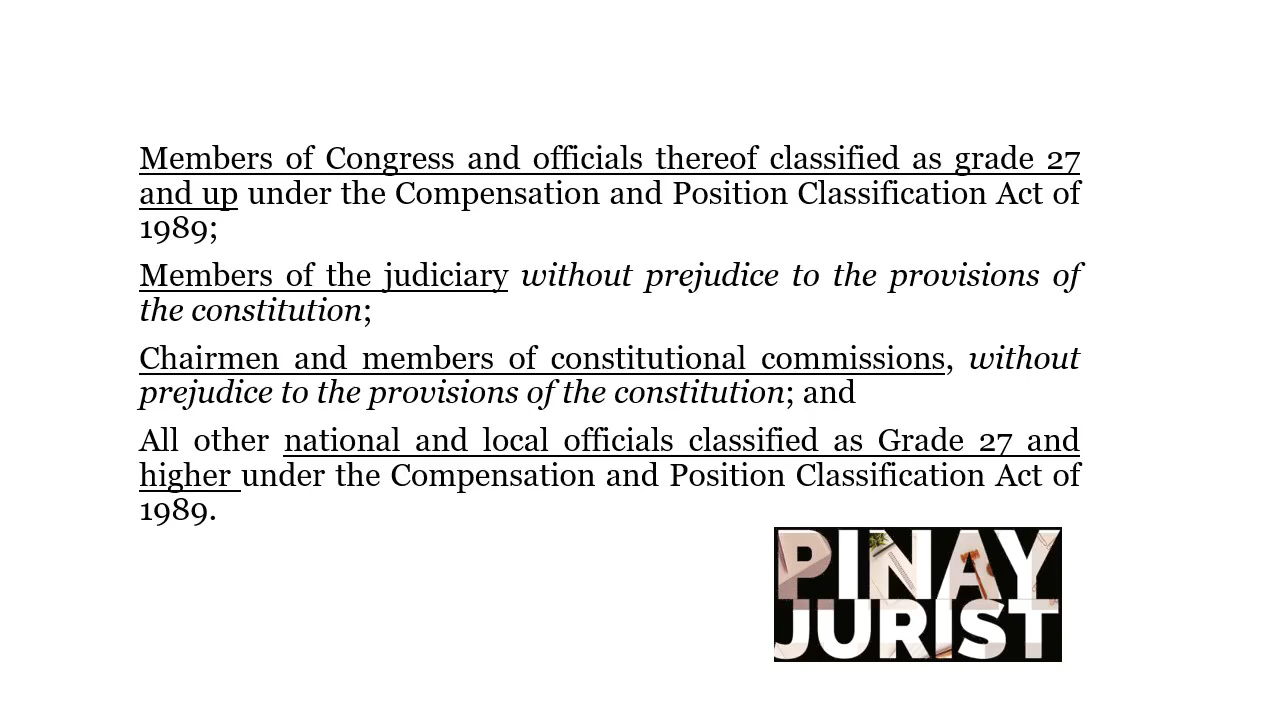 Members of Congress and officials thereof classified as grade 27
and up under the Compensation and Position Classification Act of
1989;
Members of the judiciary without prejudice to the provisions of
the constitution;
Chairmen and members of constitutional commissions, without
prejudice to the provisions of the constitution; and
All other national and local officials classified as Grade 27 and
higher under the Compensation and Position Classification Act of
1989.
PINAY
JURIST